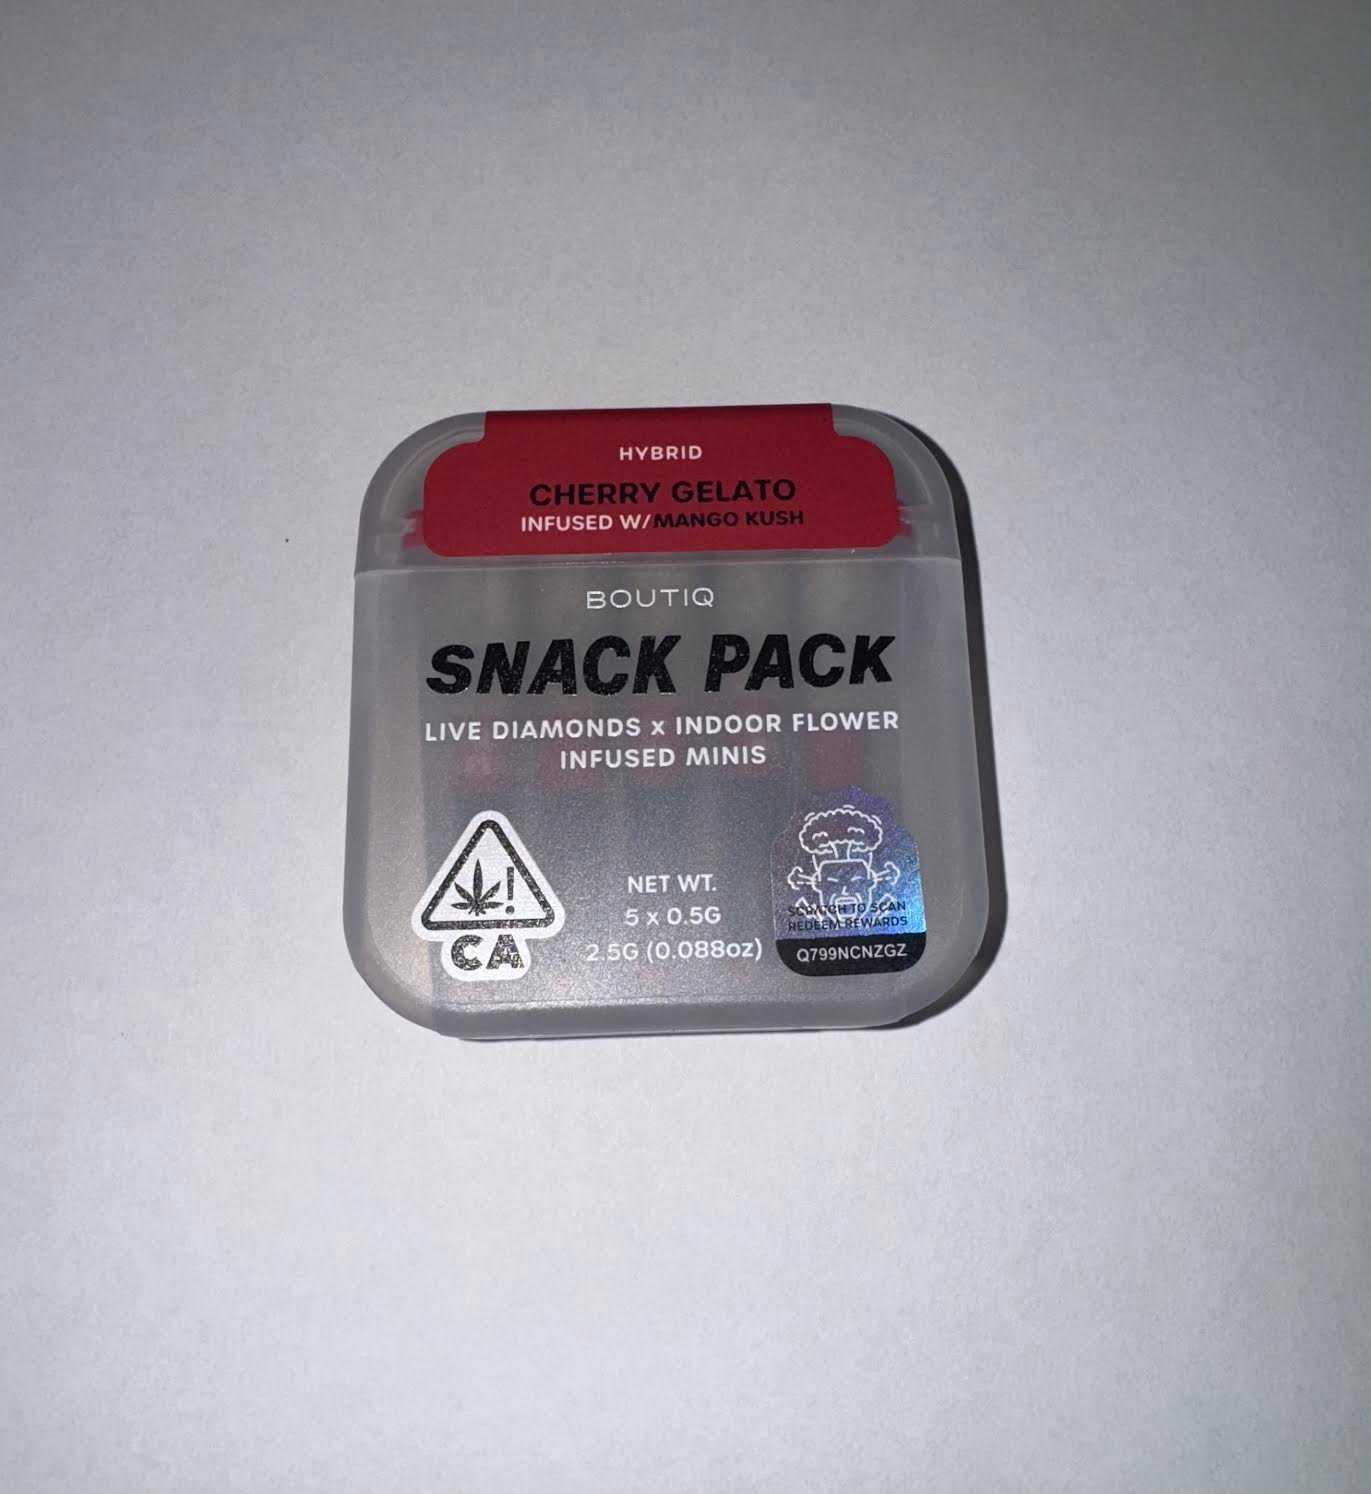 HYBRID
CHERRY GELATO
INFUSED W/MANGO KUSH
BOUTIQ
SNACK PACK
LIVE DIAMONDS x INDOOR FLOWER
INFUSED MINIS
!
CA
NET WT.
5 x 0.5G
2.5G (0.088oz)
SCRATCH TO SCAN
REDEEM REWARDS
Q799NCNZGZ